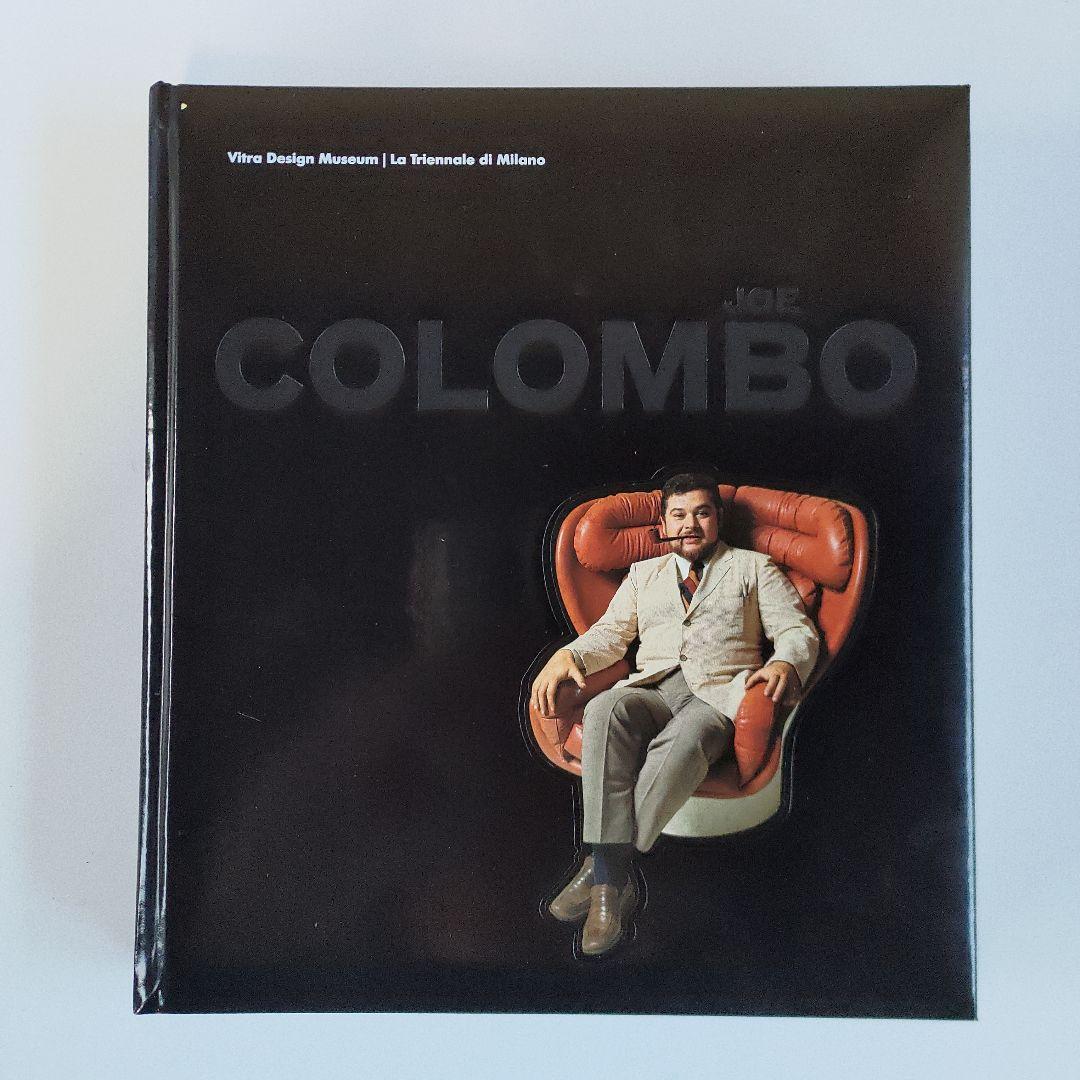 Vitra Design Museum | La Triennale di Milano
JOE
COLOMBO